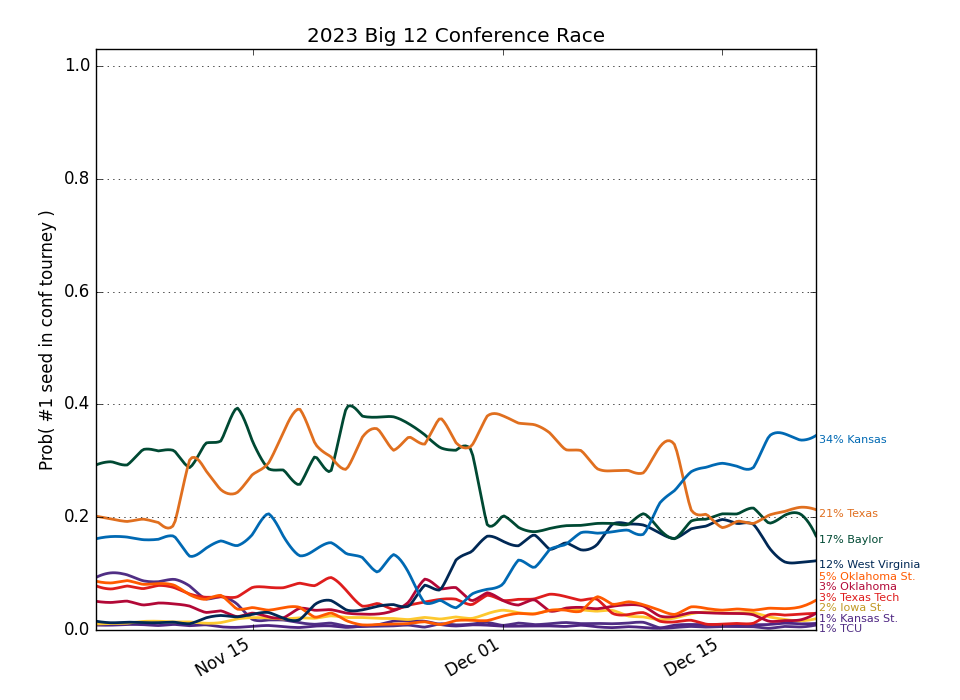 2023 Big 12 Conference Race
Prob( #1 seed in conf tourney )
1.0
0.8
0.6
0.4
0.2
0.0
Nov 15
Dec 01
Dec 15
34% Kansas
21% Texas
17% Baylor
12% West Virginia
5% Oklahoma St.
3% Oklahoma
3% Texas Tech
2% Iowa St.
1% Kansas St.
1% TCU